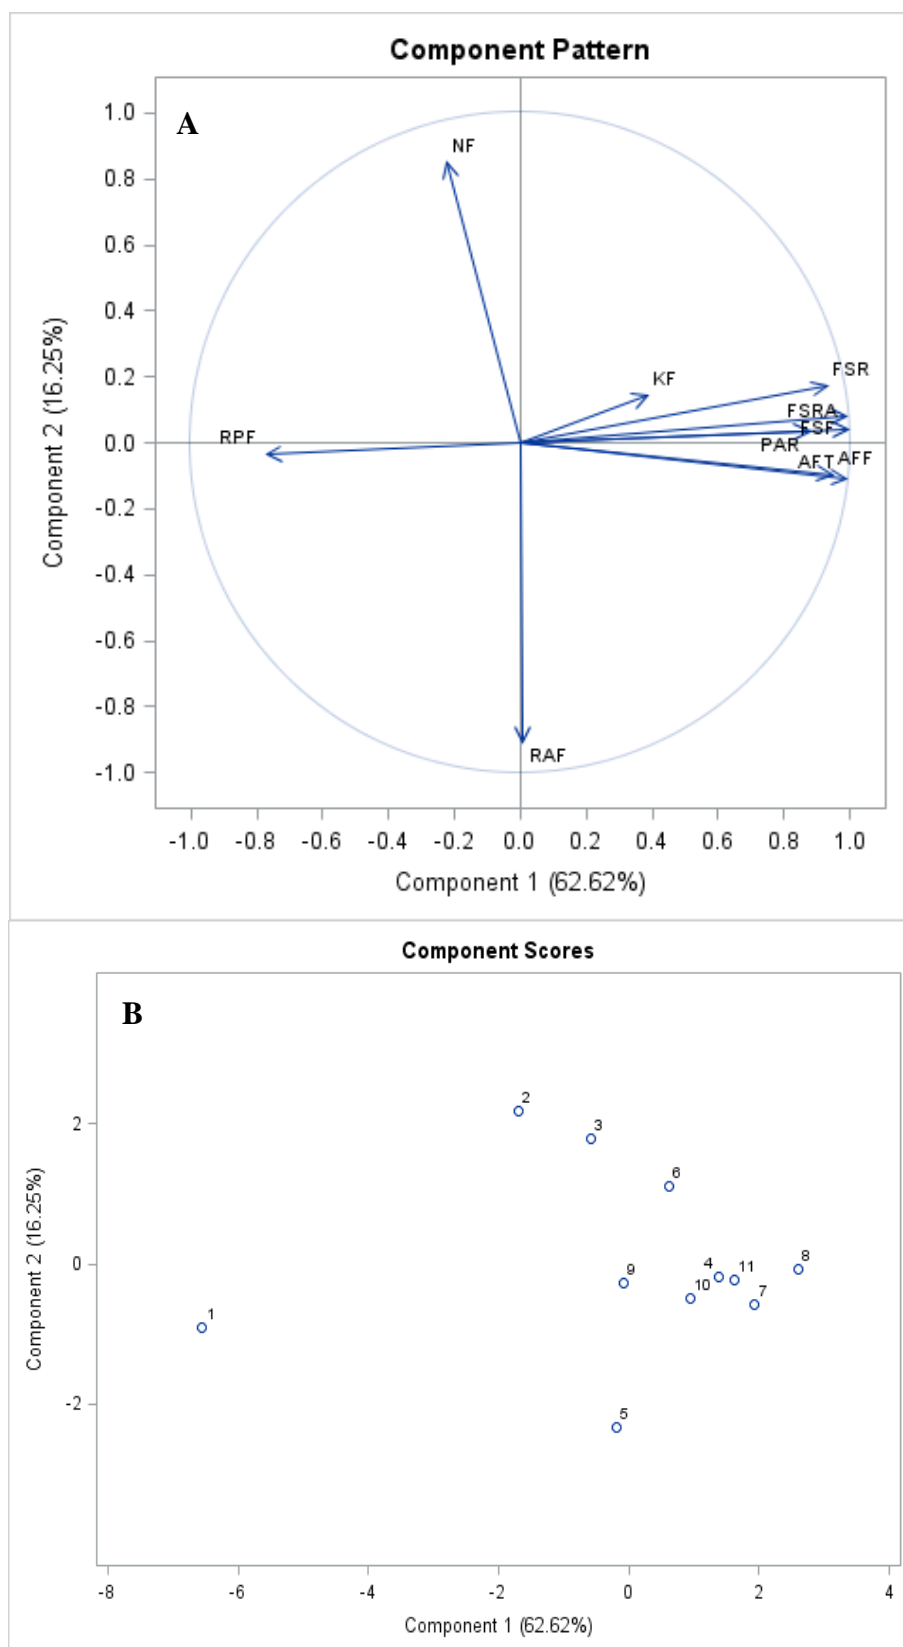 Component Pattern
A
1.0
0.8
0.6
0.4
0.2
0.0
-0.2
-0.4
-0.6
-0.8
-1.0
Component 2 (16.25%)
NF
KF
FSR
FSRA
FSF
PAR
AFT
AFF
RPF
RAF
-1.0 -0.8 -0.6 -0.4 -0.2 0.0 0.2 0.4 0.6 0.8 1.0
Component 1 (62.62%)
Component Scores
B
2
0
-2
Component 2 (16.25%)
2
3
6
8
4
11
9
10
7
1
5
-8 -6 -4 -2 0 2 4
Component 1 (62.62%)